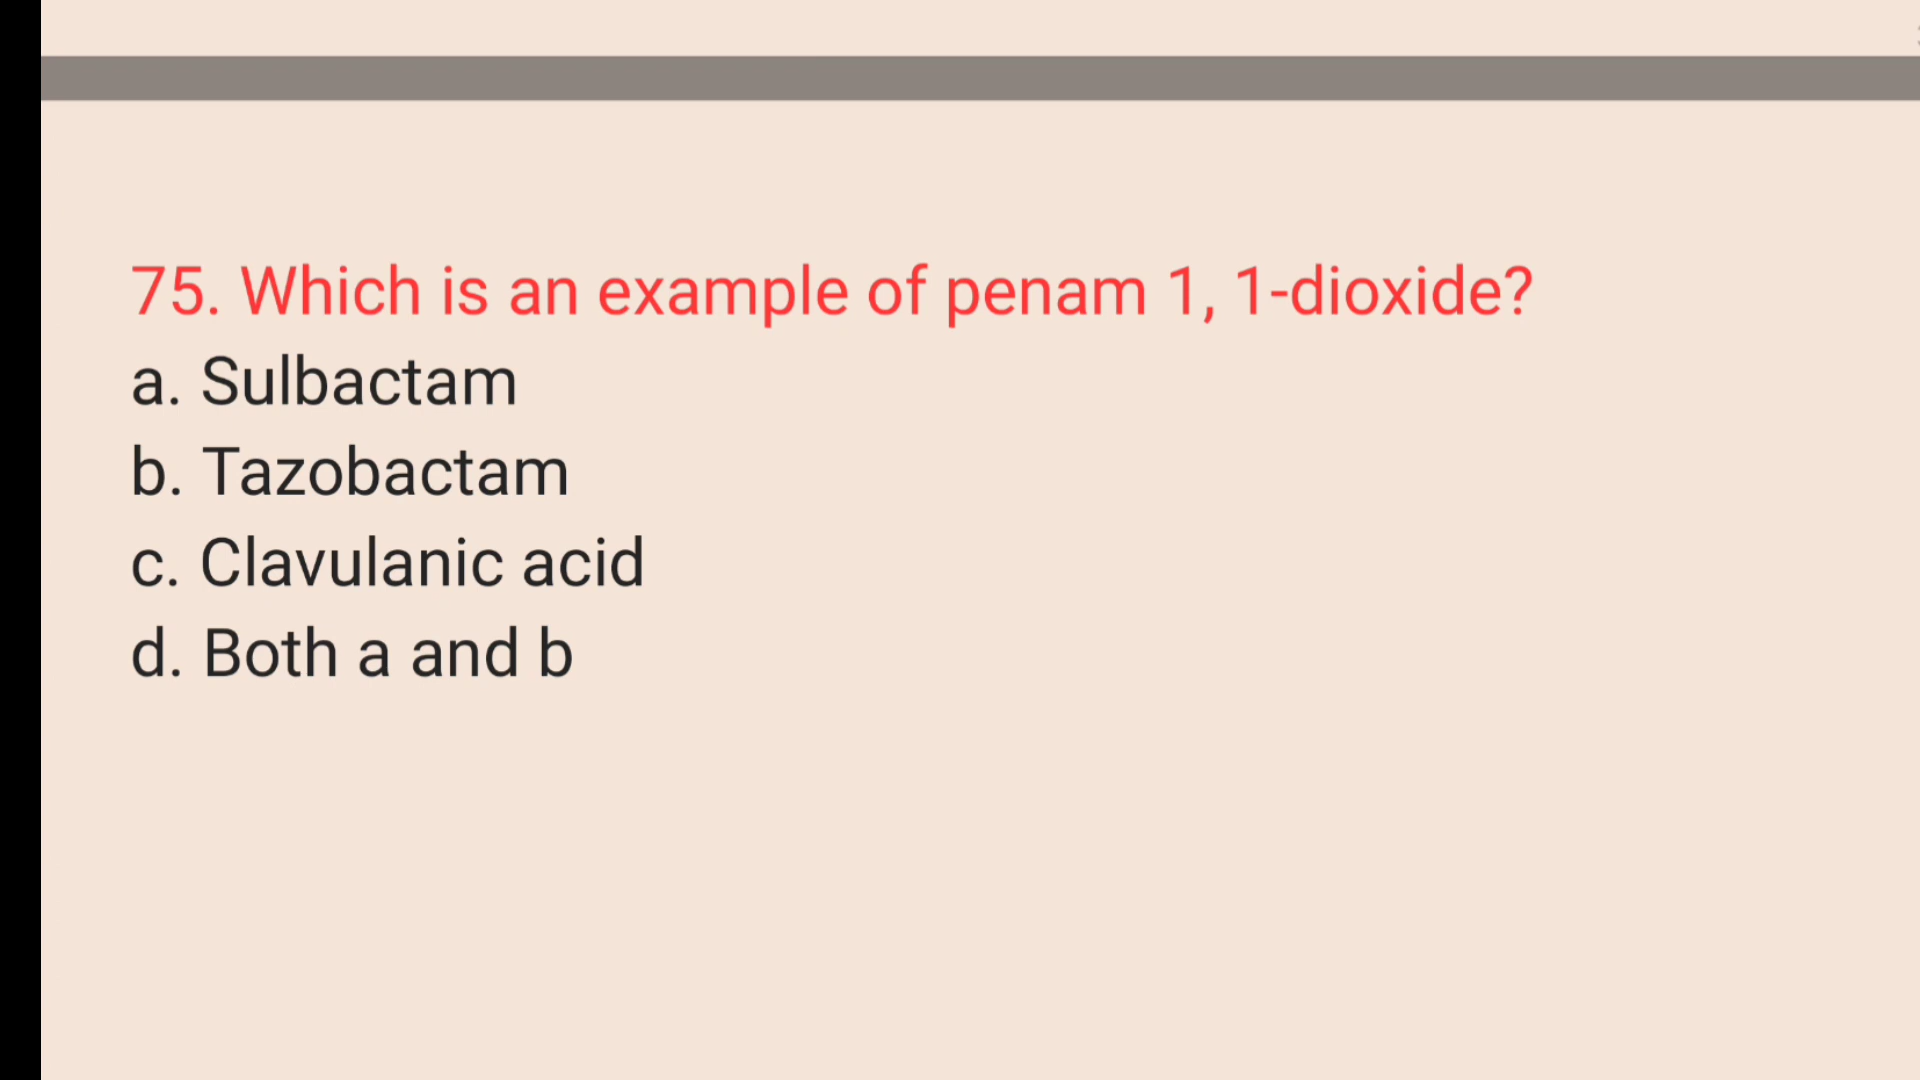 75. Which is an example of penam 1, 1-dioxide?
a. Sulbactam
b. Tazobactam
c. Clavulanic acid
d. Both a and b